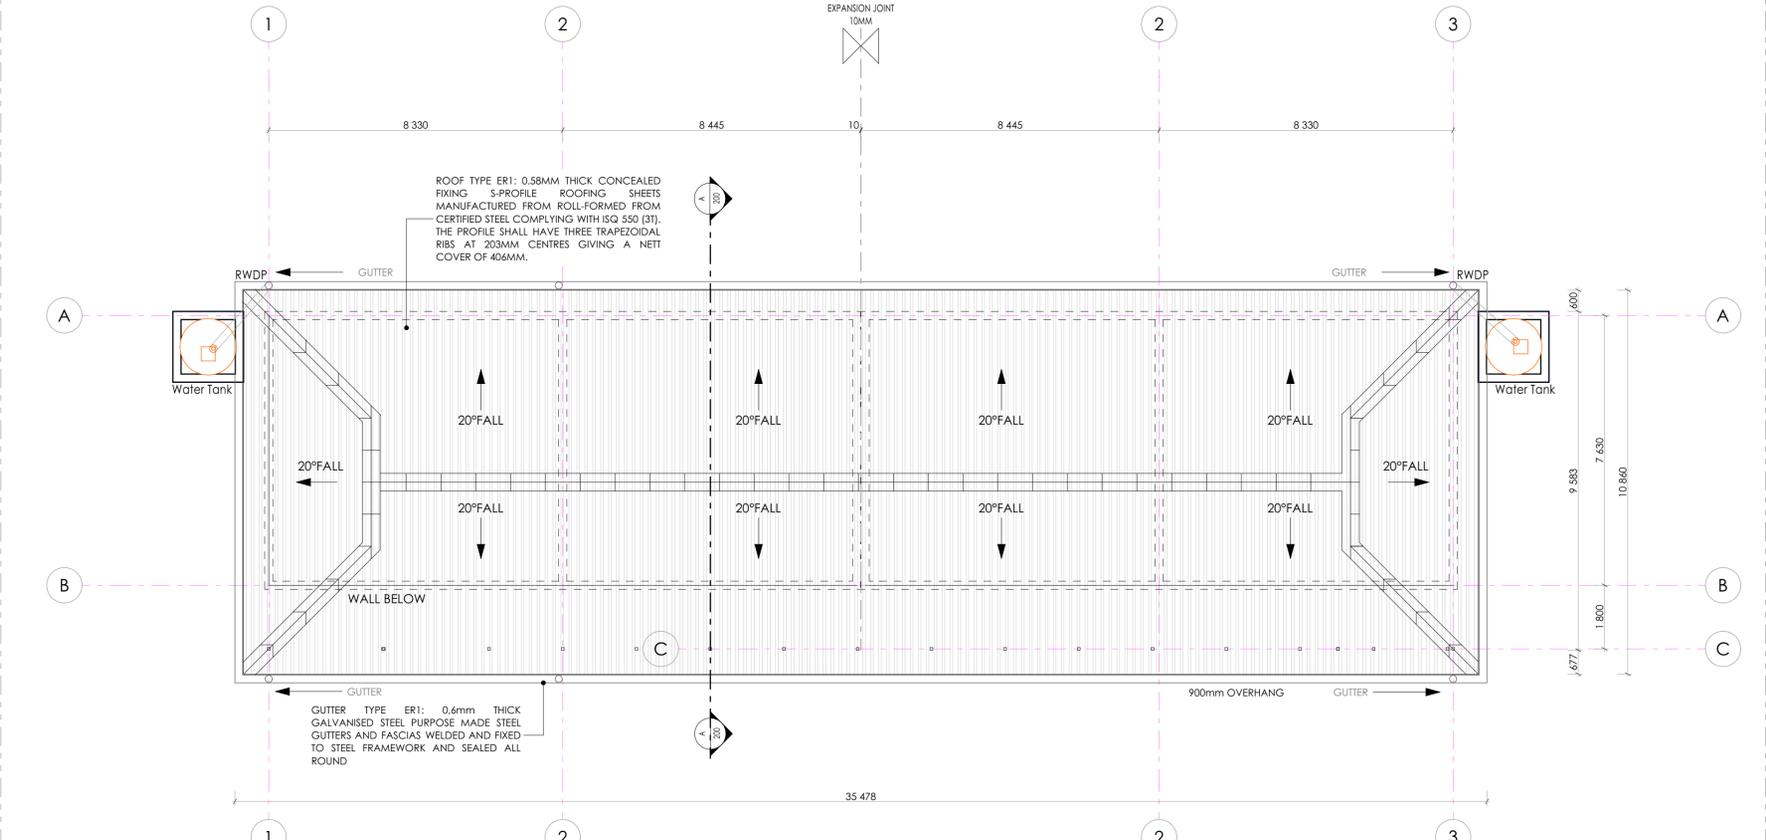 EXPANSION JOINT
10MM
1
2
2
3
8 330
8 445
10
8 445
8 330
ROOF TYPE ER1: 0.58MM THICK CONCEALED
FIXING S-PROFILE ROOFING SHEETS
MANUFACTURED FROM ROLL-FORMED FROM
CERTIFIED STEEL COMPLYING WITH ISQ 550 (3T).
THE PROFILE SHALL HAVE THREE TRAPEZOIDAL
RIBS AT 203MM CENTRES GIVING A NETT
COVER OF 406MM.
A
200
RWDP
GUTTER
GUTTER
RWDP
A
A
600
Water Tank
Water Tank
20°FALL
20°FALL
20°FALL
20°FALL
20°FALL
20°FALL
7 630
9 583
10 860
20°FALL
20°FALL
20°FALL
20°FALL
B
B
WALL BELOW
1 800
C
C
677
GUTTER
900mm OVERHANG
GUTTER
GUTTER TYPE ER1: 0,6mm THICK
GALVANISED STEEL PURPOSE MADE STEEL
GUTTERS AND FASCIAS WELDED AND FIXED
TO STEEL FRAMEWORK AND SEALED ALL
ROUND
A
200
35 478
1
2
2
3